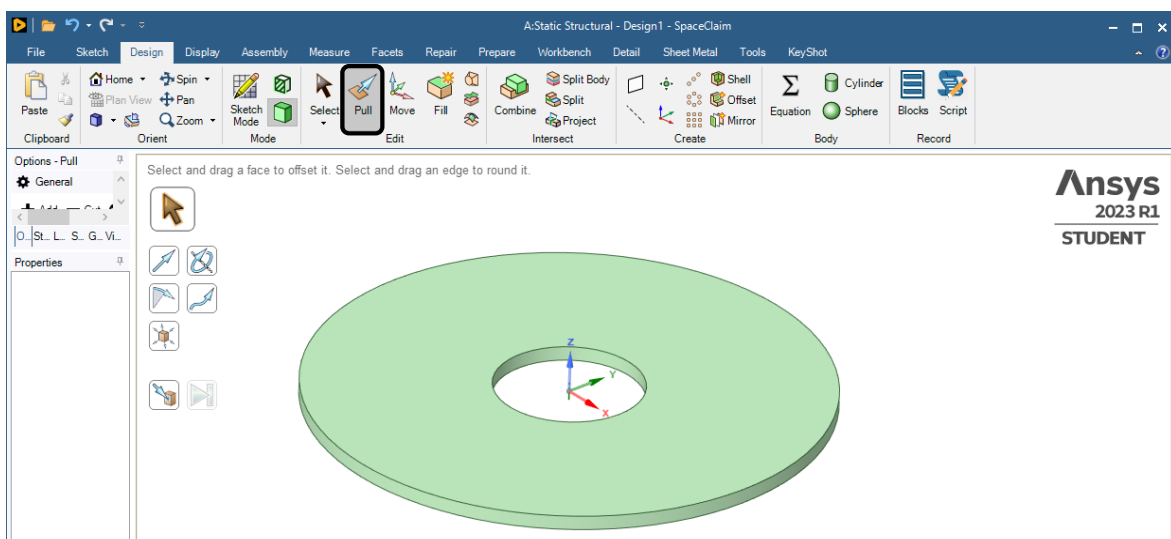 A:Static Structural - Design1 - SpaceClaim
File Sketch Design Display Assembly Measure Facets Repair Prepare Workbench Detail Sheet Metal Tools KeyShot
Home Spin Split Body Shell Cylinder
Plan View Pan Split Offset
Paste Zoom Sketch Mode Select Pull Move Fill Combine Project Mirror Equation Sphere Blocks Script
Clipboard Orient Mode Edit Intersect Create Body Record
Options - Pull
General
Select and drag a face to offset it. Select and drag an edge to round it.
O... St... L... S... G... Vi...
Properties
Ansys
2023 R1
STUDENT
Z
Y
X